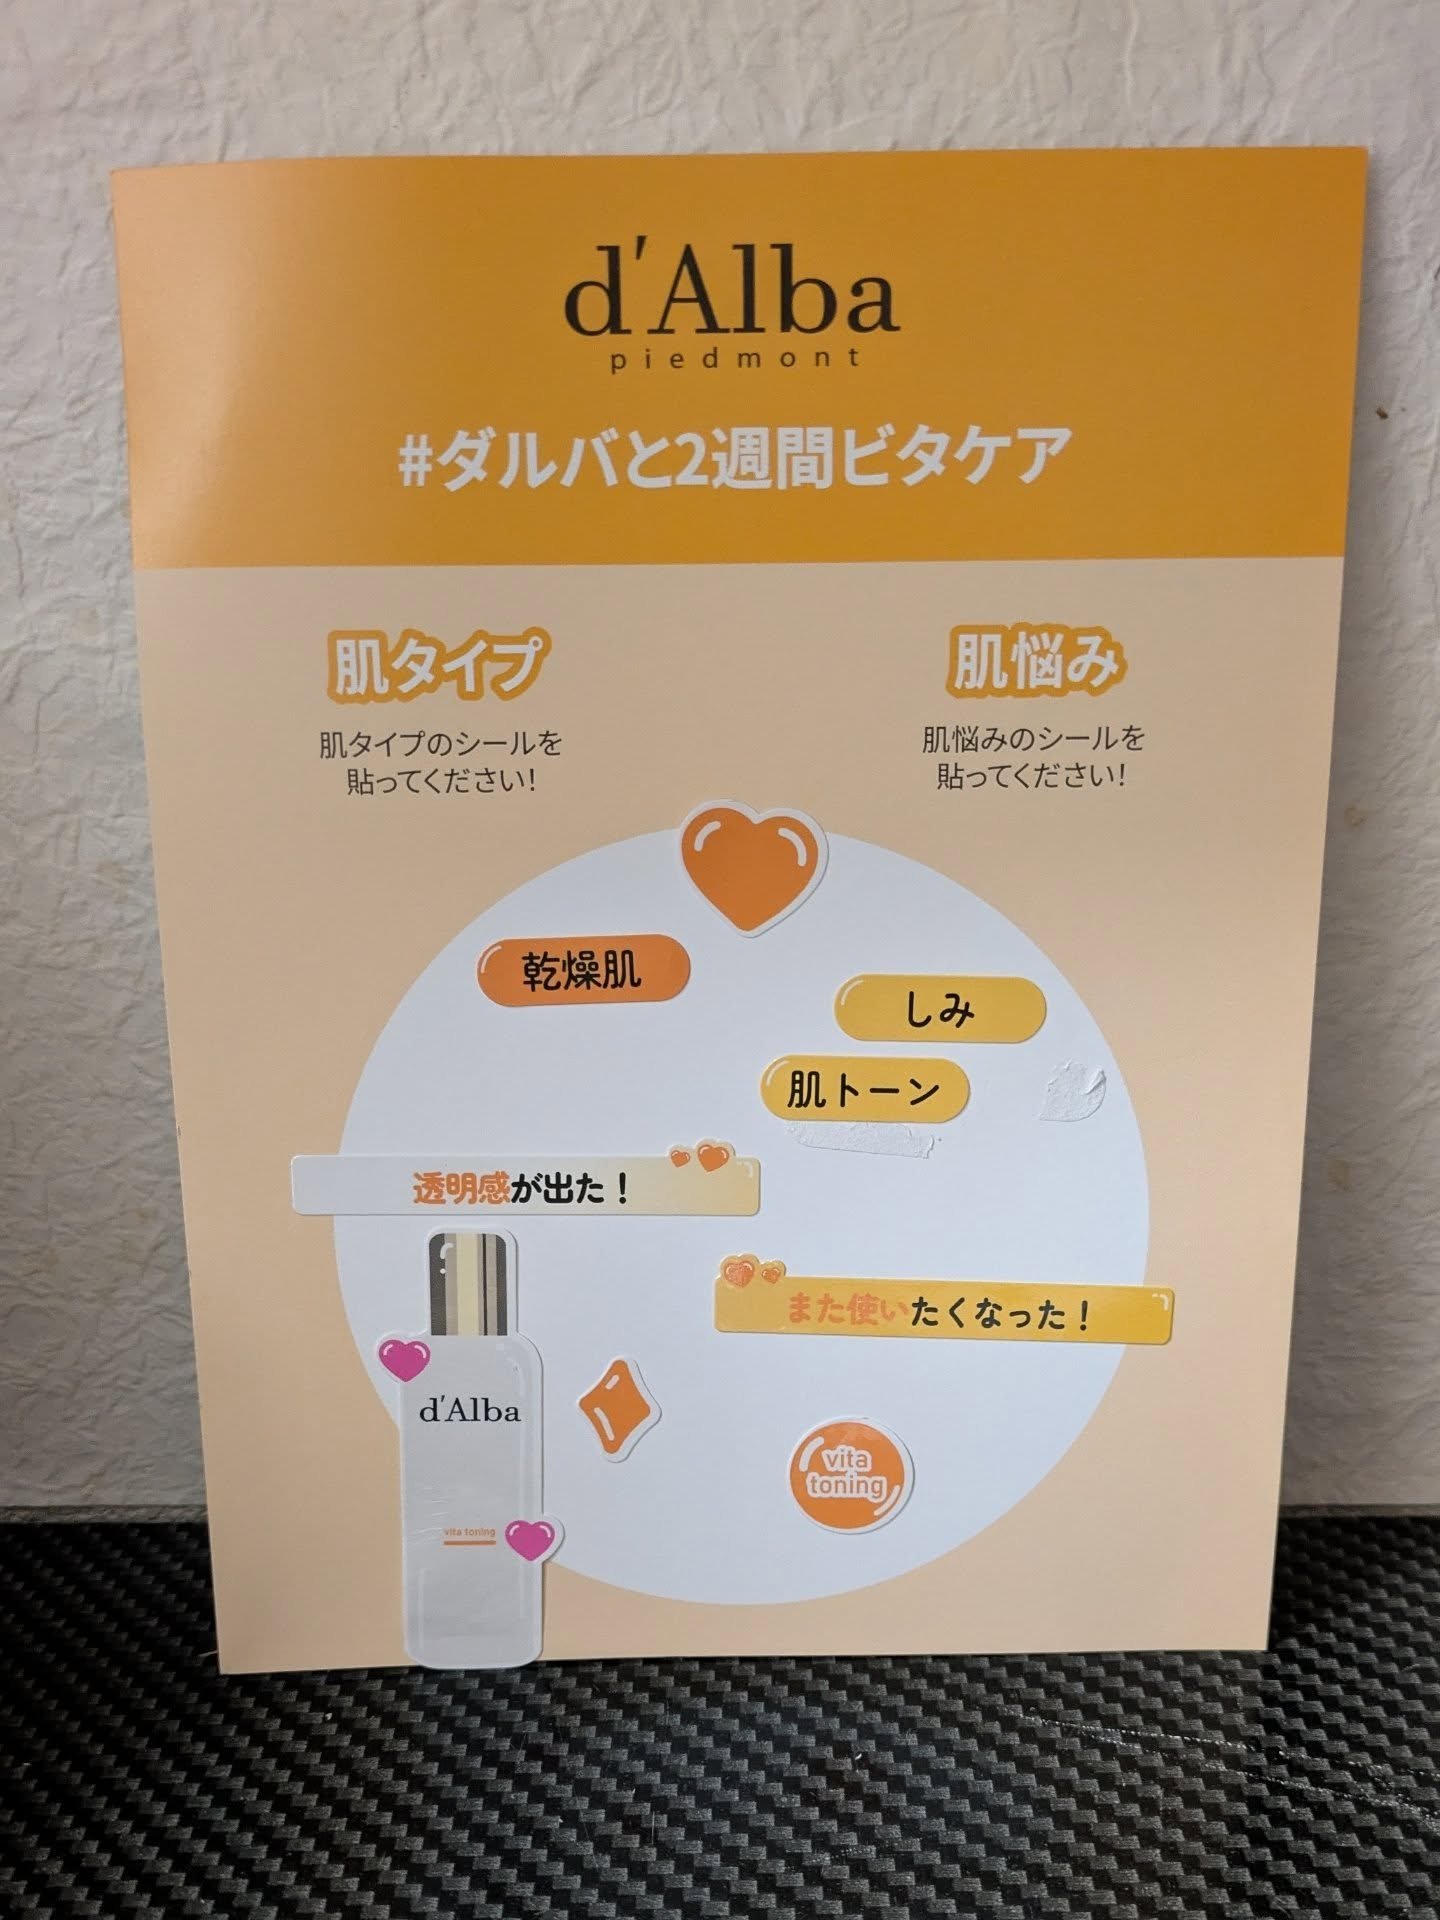 d'Alba
piedmont
#ダルバと2週間ビタケア
肌タイプ
肌タイプのシールを
貼ってください!
肌悩み
肌悩みのシールを
貼ってください!
乾燥肌
しみ
肌トーン
透明感が出た！
また使いたくなった！
d'Alba
vita toning
vita
toning